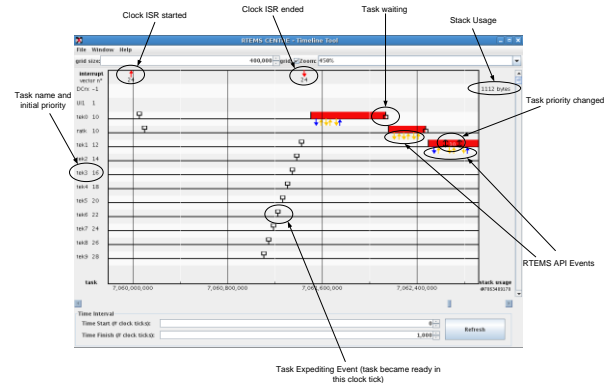 Clock ISR started
Clock ISR ended
Task waiting
Stack Usage
RTEMS CENTRE - Timeline Tool
File Window Help
grid size: 400,000 grid Zoom: 450%
Interrupt
vector nº
24
24
DCnx -1
1112 bytes
Task name and
initial priority
Task priority changed
UI1 1
tsk0 10
rate 10
tsk1 12
tsk2 14
tsk3 16
tsk4 18
tsk5 20
tsk6 22
tsk7 24
tsk8 26
tsk9 28
RTEMS API Events
task
7,060,000,000
7,060,800,000
7,061,600,000
7,062,400,000
stack usage
Time Interval
Time Start (# clock ticks): 0
Time Finish (# clock ticks): 1,000
Refresh
Task Expediting Event (task became ready in
this clock tick)